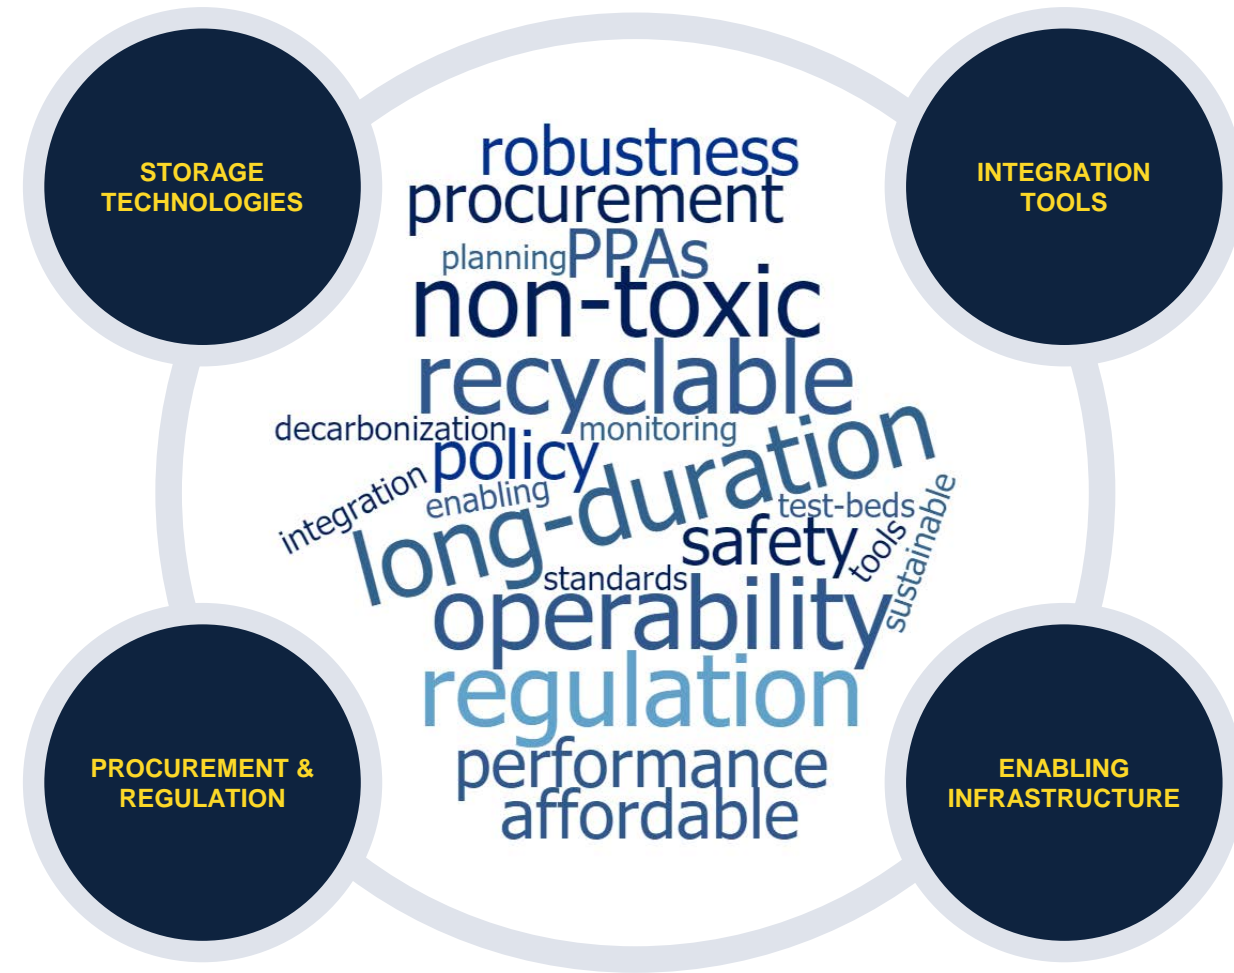 STORAGE
TECHNOLOGIES
INTEGRATION
TOOLS
robustness
procurement
planning PPAs
non-toxic
recyclable
decarbonization
monitoring
policy
long-duration
integration
enabling
test-beds
sustainable
safety
tools
standards
operability
regulation
performance
affordable
PROCUREMENT &
REGULATION
ENABLING
INFRASTRUCTURE